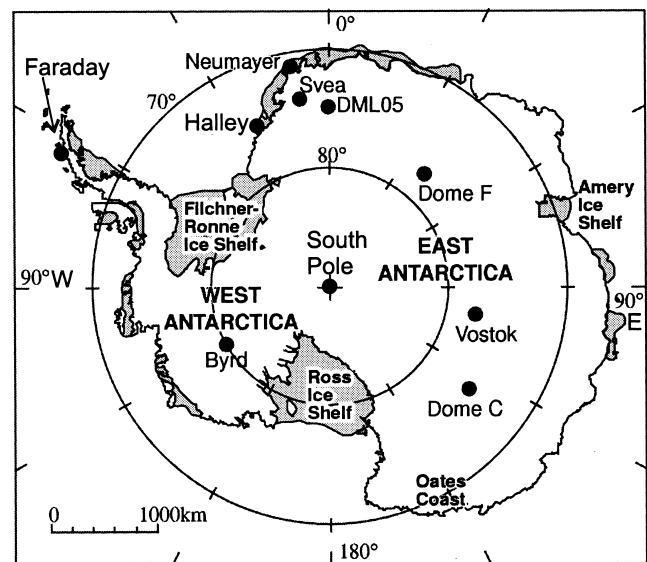 0°
Neumayer
Faraday
Svea
70°
DML05
Halley
80°
Dome F
Amery
Ice
Shelf
Filchner-
Ronne
Ice Shelf
South
Pole
EAST
ANTARCTICA
90°W
WEST
ANTARCTICA
90°
E
Vostok
Byrd
Ross
Ice
Shelf
Dome C
Oates
Coast
0
1000km
180°